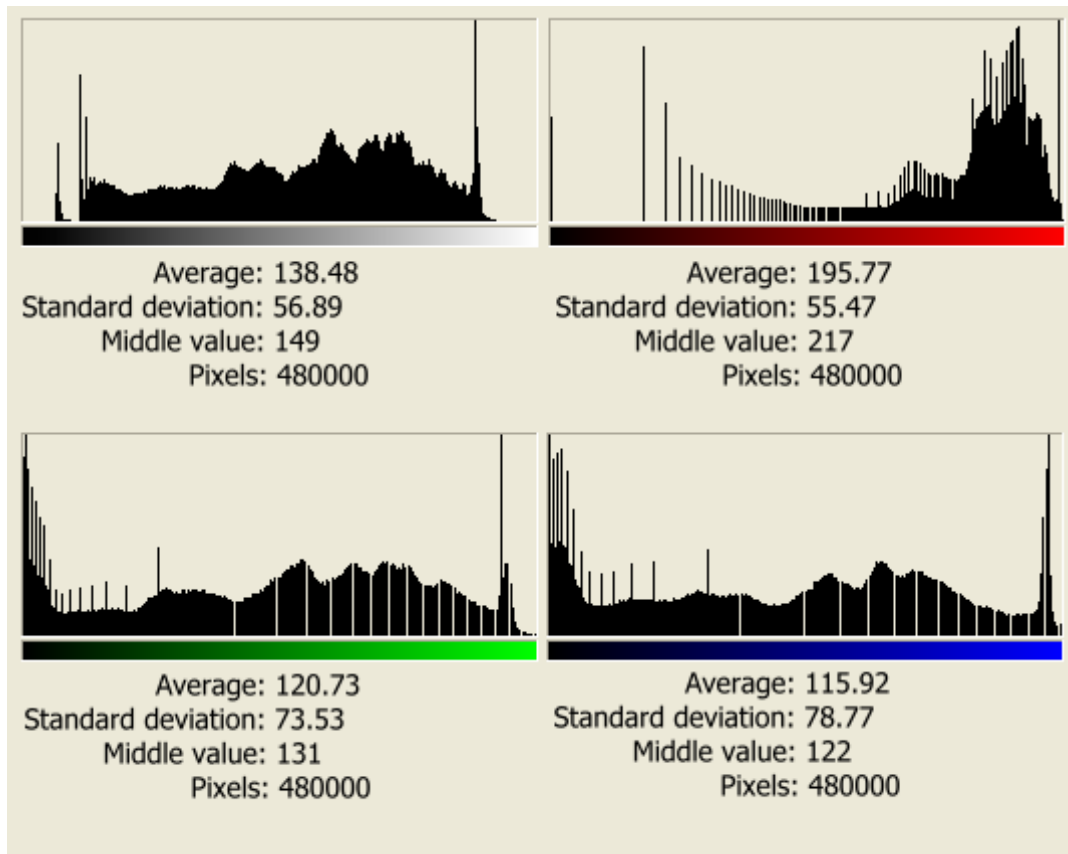 Average: 138.48
Standard deviation: 56.89
Middle value: 149
Pixels: 480000
Average: 195.77
Standard deviation: 55.47
Middle value: 217
Pixels: 480000
Average: 120.73
Standard deviation: 73.53
Middle value: 131
Pixels: 480000
Average: 115.92
Standard deviation: 78.77
Middle value: 122
Pixels: 480000